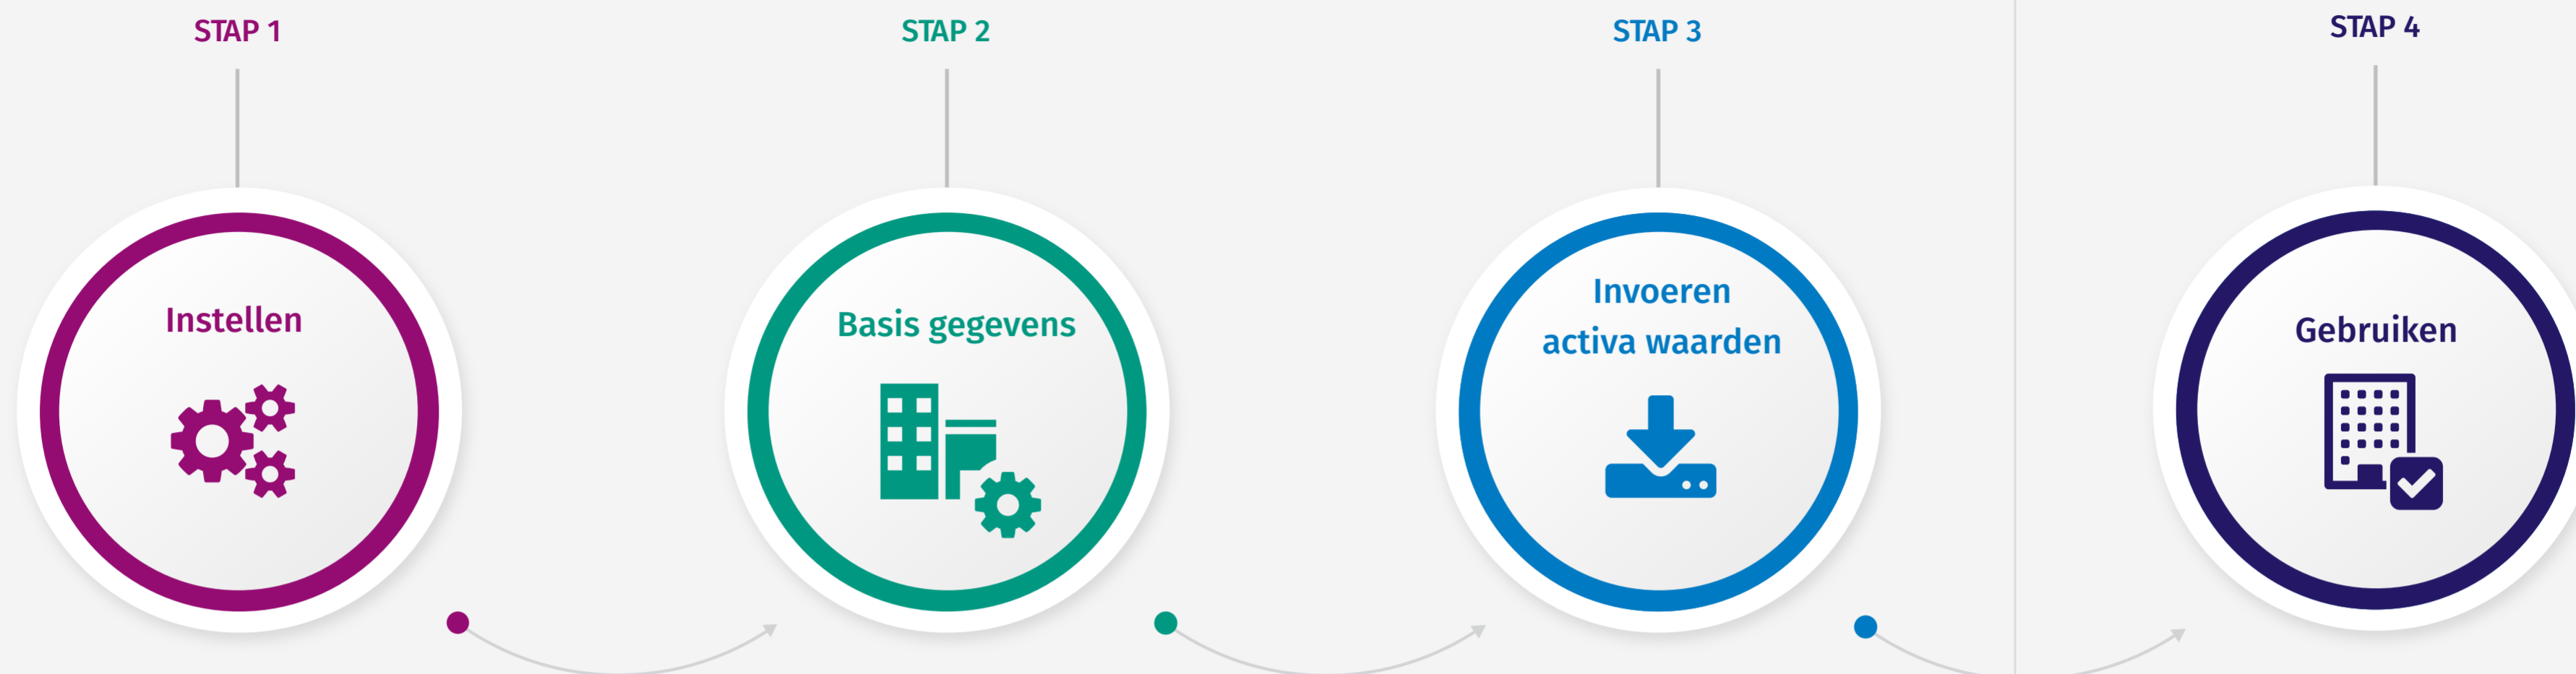 STAP 1
STAP 2
STAP 3
STAP 4
Instellen
Basis gegevens
Invoeren
activa waarden
Gebruiken